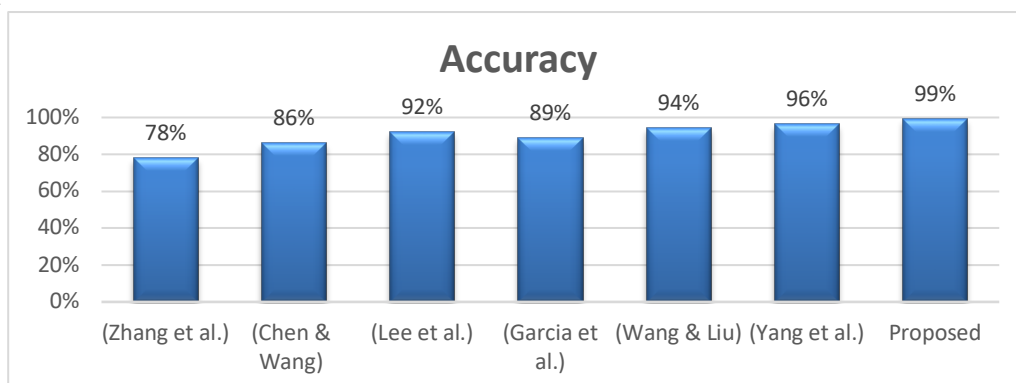 Accuracy
78%
86%
92%
89%
94%
96%
99%
100%
80%
60%
40%
20%
0%
(Zhang et al.)
(Chen &
Wang)
(Lee et al.)
(Garcia et
al.)
(Wang & Liu)
(Yang et al.)
Proposed